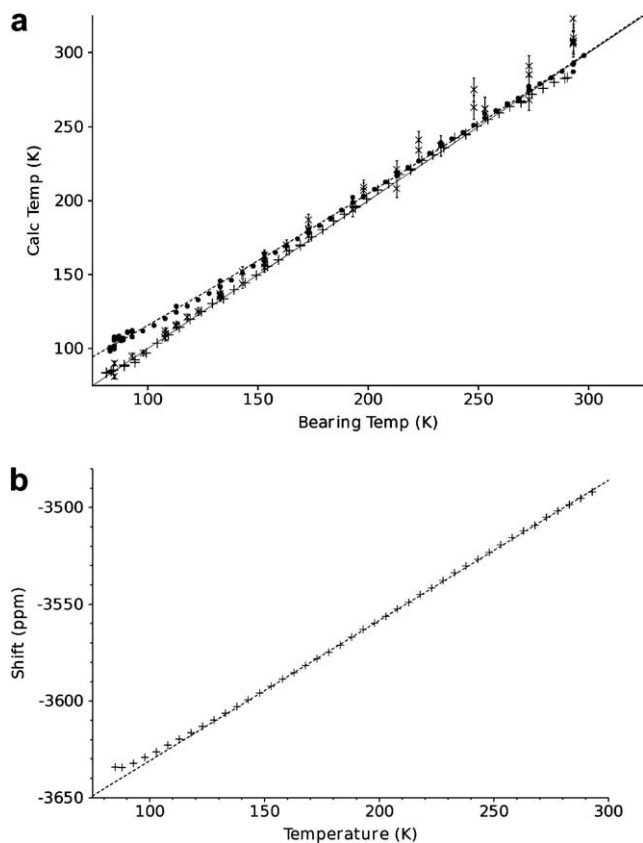 a
300
250
200
150
100
Calc Temp (K)
100 150 200 250 300
Bearing Temp (K)
b
-3500
-3550
-3600
-3650
Shift (ppm)
100 150 200 250 300
Temperature (K)